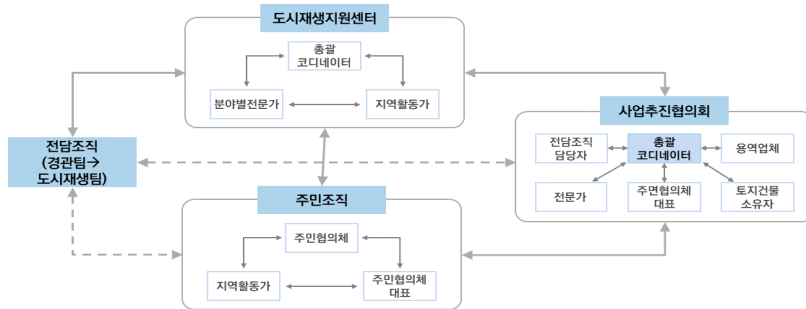 도시재생지원센터
총괄
코디네이터
분야별전문가
지역활동가
전담조직
(경관팀→
도시재생팀)
사업추진협의회
전담조직
담당자
총괄
코디네이터
용역업체
전문가
주면협의체
대표
토지건물
소유자
주민조직
주민협의체
지역활동가
주민협의체
대표